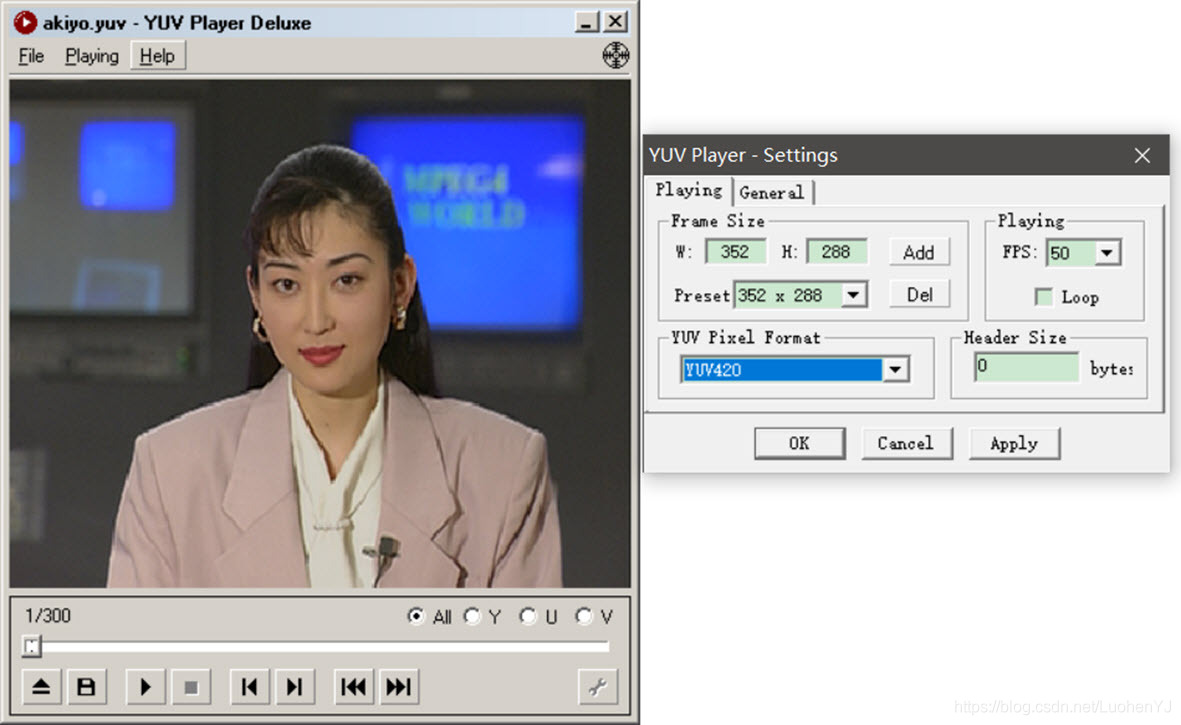 akiyo.yuv - YUV Player Deluxe
File Playing Help
MPEG4
WORLD
1/300
All Y U V
YUV Player - Settings
Playing General
Frame Size
W: 352 H: 288 Add
Preset 352 x 288 Del
Playing
FPS: 50
Loop
YUV Pixel Format
YUV420
Header Size
0 bytes
OK Cancel Apply
https://blog.csdn.net/LuohenYJ